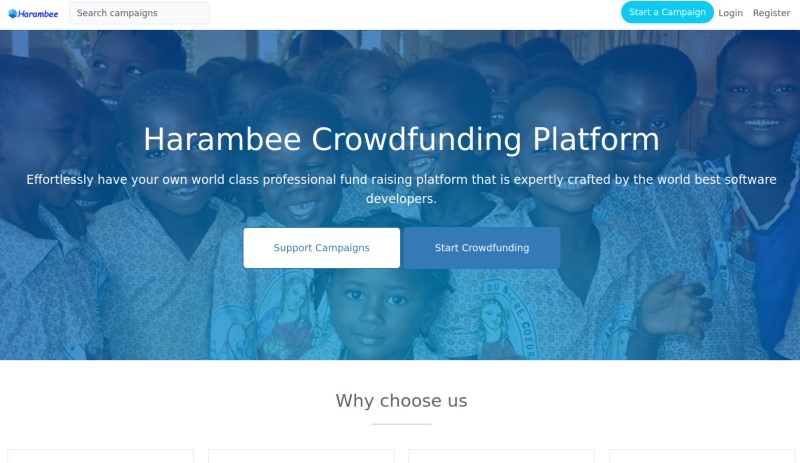 Harambee
Search campaigns
Start a Campaign
Login
Register
Harambee Crowdfunding Platform
Effortlessly have your own world class professional fund raising platform that is expertly crafted by the world best software
developers.
Support Campaigns
Start Crowdfunding
Why choose us